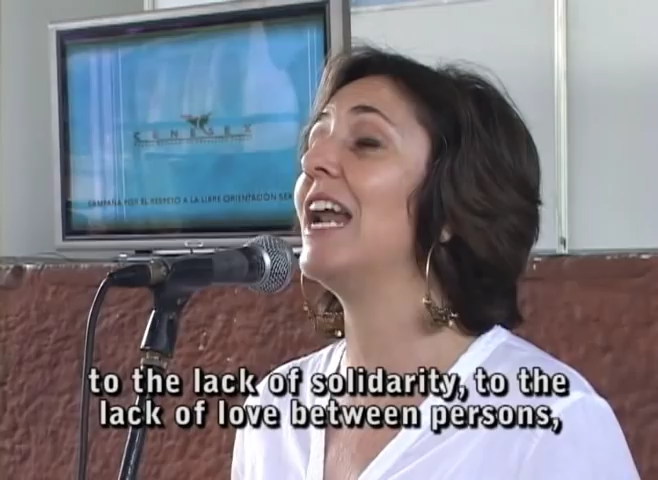 CENESEX
CAMPAÑA POR EL RESPETO A LA LIBRE ORIENTACIÓN SEX
to the lack of solidarity, to the
lack of love between persons,